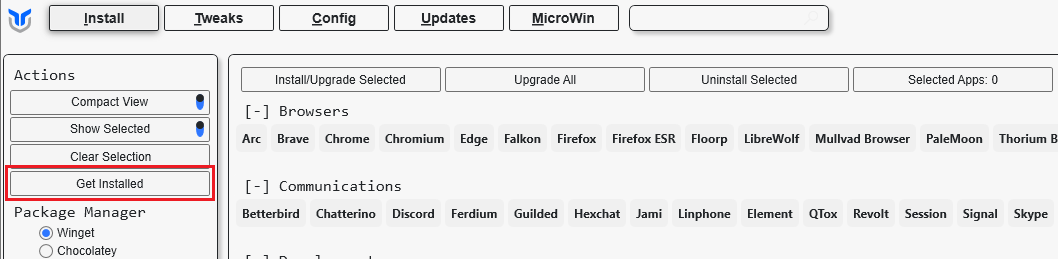 Install Tweaks Config Updates MicroWin
Actions
Compact View
Show Selected
Clear Selection
Get Installed
Package Manager
Winget
Chocolatey
Install/Upgrade Selected Upgrade All Uninstall Selected Selected Apps: 0
[-] Browsers
Arc Brave Chrome Chromium Edge Falkon Firefox Firefox ESR Floorp LibreWolf Mullvad Browser PaleMoon Thorium B
[-] Communications
Betterbird Chatterino Discord Ferdium Guilded Hexchat Jami Linphone Element QTox Revolt Session Signal Skype